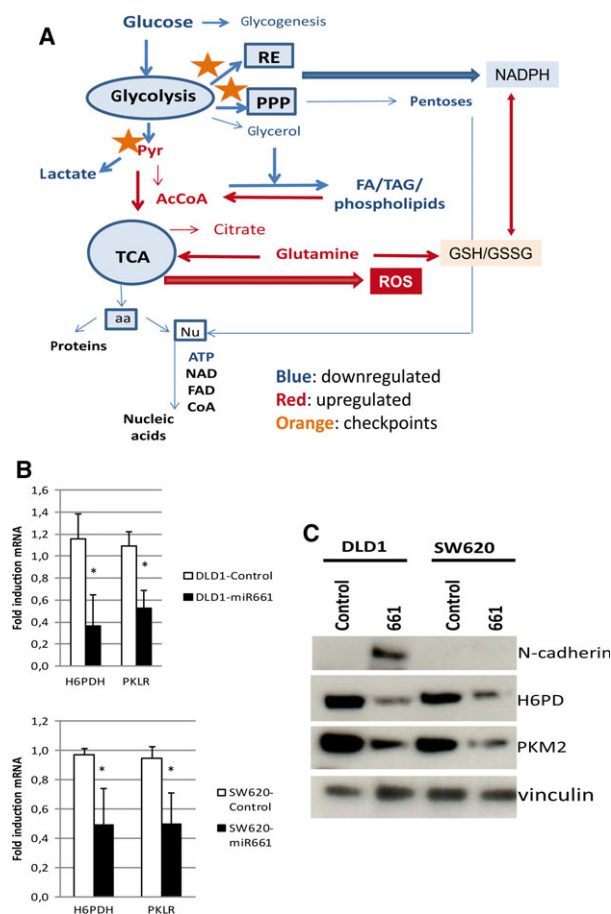 A
Glucose
Glycogenesis
RE
NADPH
Glycolysis
PPP
Pentoses
Glycerol
Pyr
Lactate
AcCoA
FA/TAG/
phospholipids
Citrate
TCA
Glutamine
GSH/GSSG
ROS
aa
Nu
Proteins
ATP
NAD
FAD
CoA
Nucleic
acids
Blue: downregulated
Red: upregulated
Orange: checkpoints
B
Fold induction mRNA
1,6
1,4
1,2
1,0
0,8
0,6
0,4
0,2
0,0
* *
H6PDH PKLR
DLD1-Control
DLD1-miR661
Fold induction mRNA
1,0
0,8
0,6
0,4
0,2
0,0
* *
H6PDH PKLR
SW620-
Control
SW620-
miR661
C
DLD1 SW620
Control 661 Control 661
N-cadherin
H6PD
PKM2
vinculin